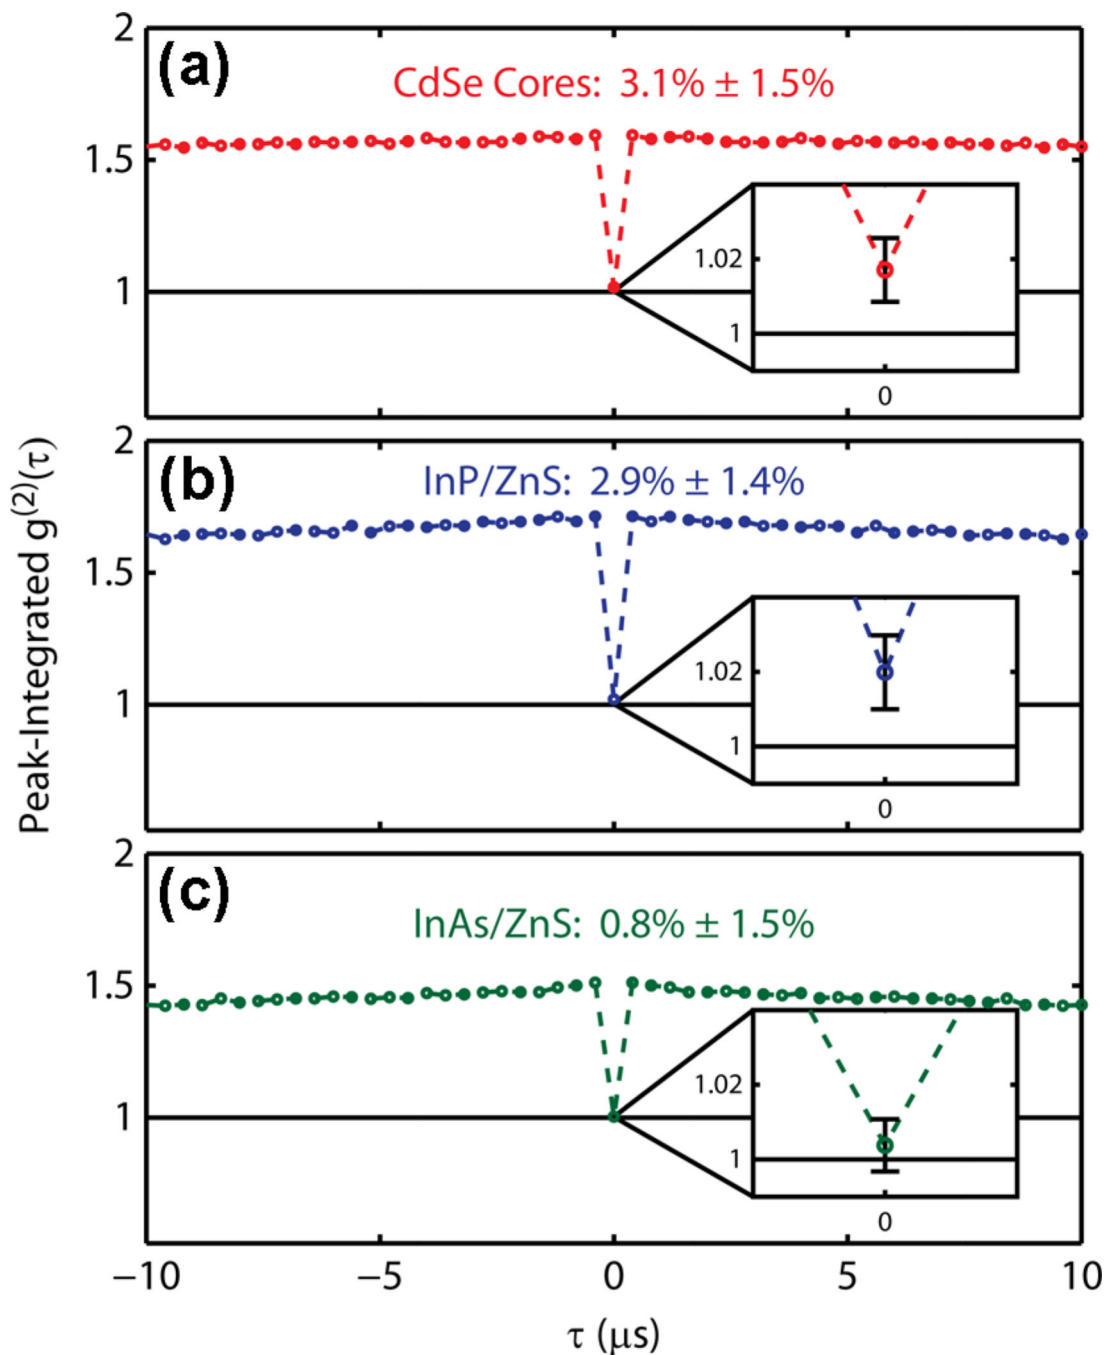 2
(a)
CdSe Cores: 3.1% ± 1.5%
1.5
1.02
1
1
0
Peak-Integrated g(2)(τ)
2
(b)
InP/ZnS: 2.9% ± 1.4%
1.5
1.02
1
1
0
2
(c)
InAs/ZnS: 0.8% ± 1.5%
1.5
1.02
1
1
0
−10 −5 0 5 10
τ (μs)